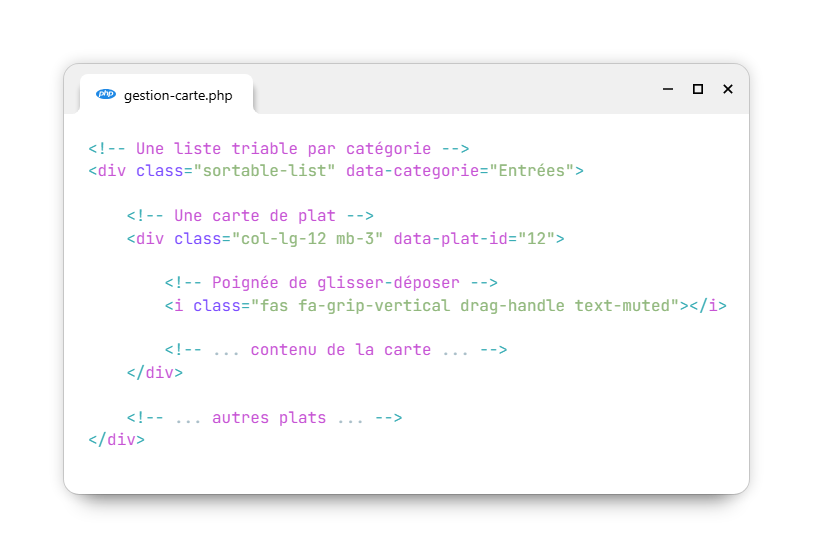 php gestion-carte.php
<!-- Une liste triable par catégorie -->
<div class="sortable-list" data-categorie="Entrées">
<!-- Une carte de plat -->
<div class="col-lg-12 mb-3" data-plat-id="12">
<!-- Poignée de glisser-déposer -->
<i class="fas fa-grip-vertical drag-handle text-muted"></i>
<!-- ... contenu de la carte ... -->
</div>
<!-- ... autres plats ... -->
</div>